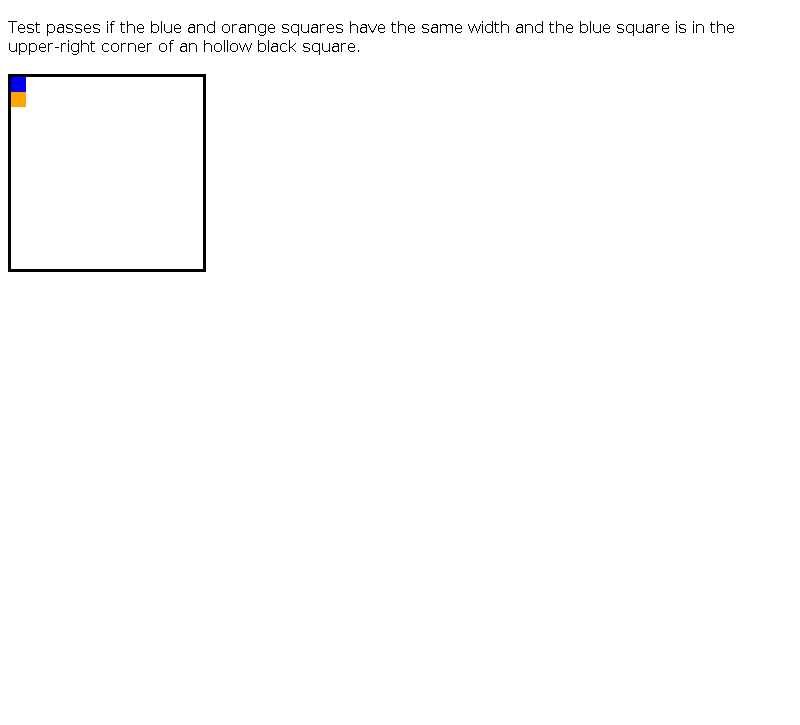 Test passes if the blue and orange squares have the same width and the blue square is in the
upper-right corner of an hollow black square.